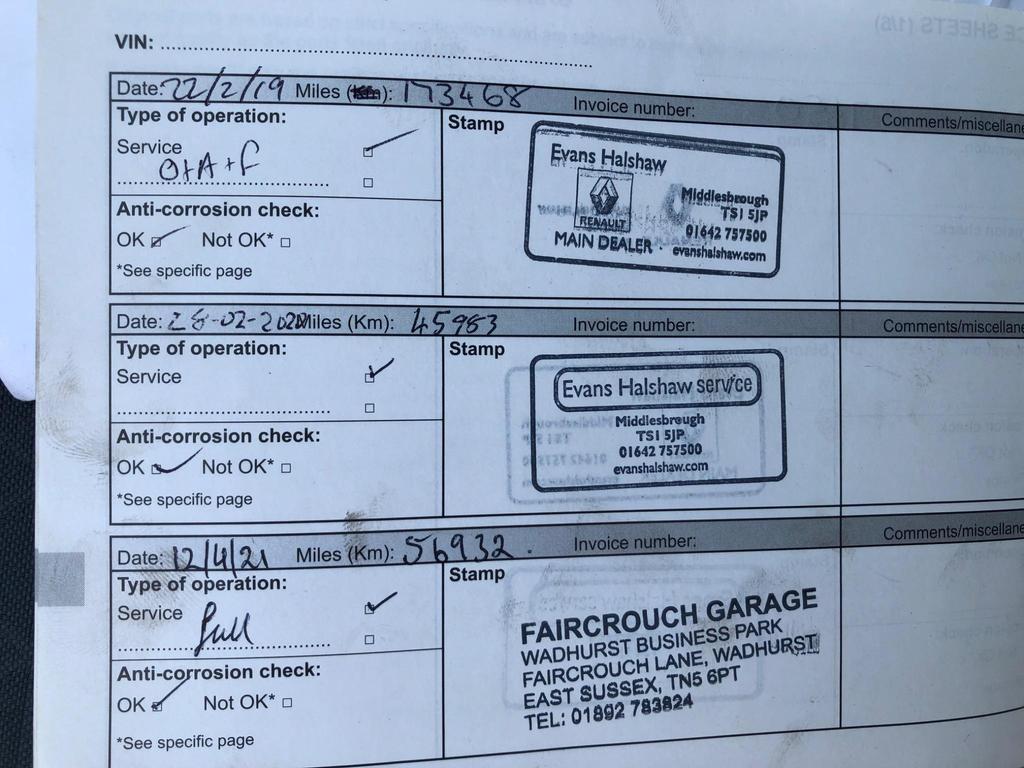 CE SHEETS (1/6)
VIN:
Date: 22/2/19 Miles (Km): 173468 Invoice number: Comments/miscellane
Type of operation:
Service
O+A+F
Anti-corrosion check:
OK Not OK*
*See specific page
Stamp
Evans Halshaw
RENAULT
MAIN DEALER
Middlesbrough
TS1 5JP
01642 757500
evanshalshaw.com
Date: 28-02-2020 Miles (Km): 45983 Invoice number: Comments/miscellane
Type of operation:
Service
Anti-corrosion check:
OK Not OK*
*See specific page
Stamp
Evans Halshaw service
Middlesbrough
TS1 5JP
01642 757500
evanshalshaw.com
Date: 12/4/21 Miles (Km): 56932. Invoice number: Comments/miscellane
Type of operation:
Service
full
Anti-corrosion check:
OK Not OK*
*See specific page
Stamp
FAIRCROUCH GARAGE
WADHURST BUSINESS PARK
FAIRCROUCH LANE, WADHURST
EAST SUSSEX, TN5 6PT
TEL: 01892 783824